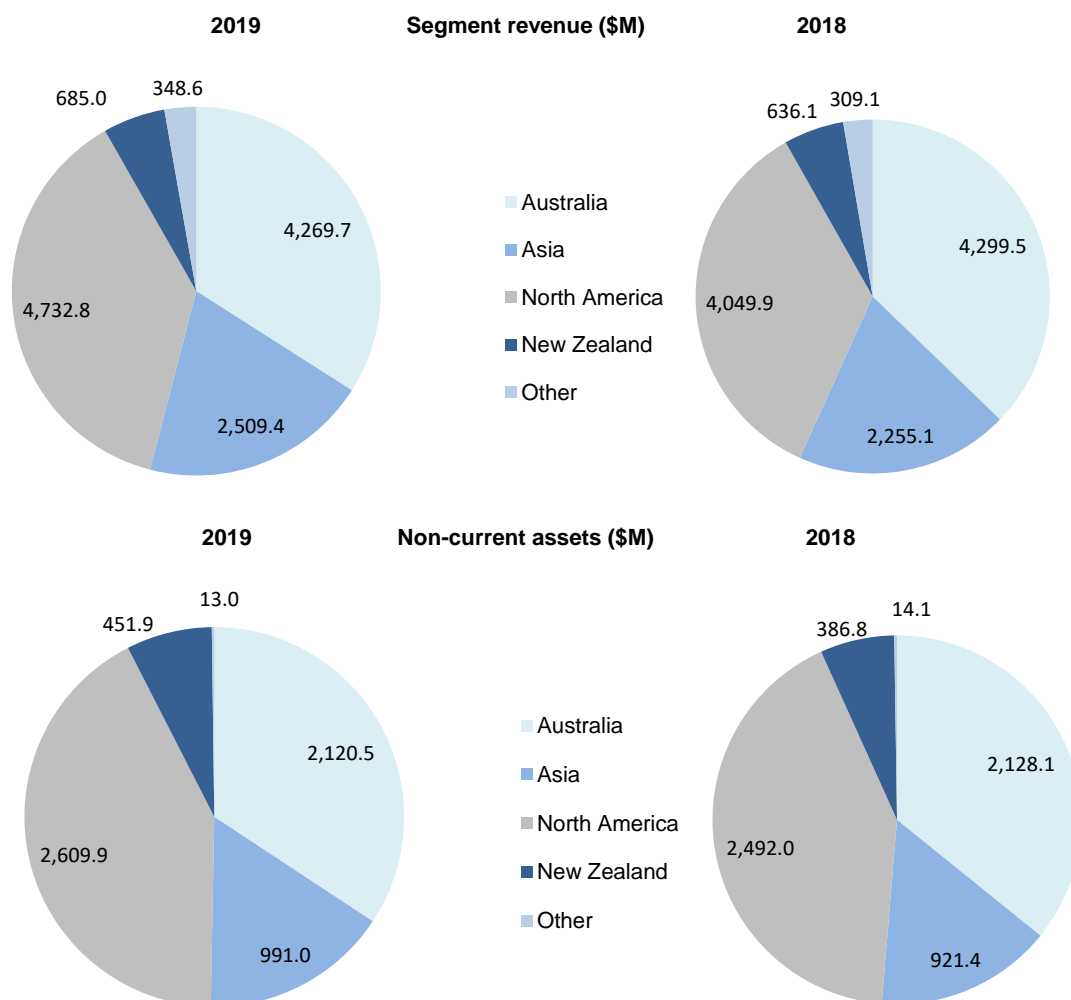 2019 Segment revenue ($M) 2018
685.0 348.6
4,269.7
4,732.8
2,509.4
Australia
Asia
North America
New Zealand
Other
636.1 309.1
4,299.5
4,049.9
2,255.1
2019 Non-current assets ($M) 2018
451.9 13.0
2,120.5
2,609.9
991.0
Australia
Asia
North America
New Zealand
Other
386.8 14.1
2,128.1
2,492.0
921.4